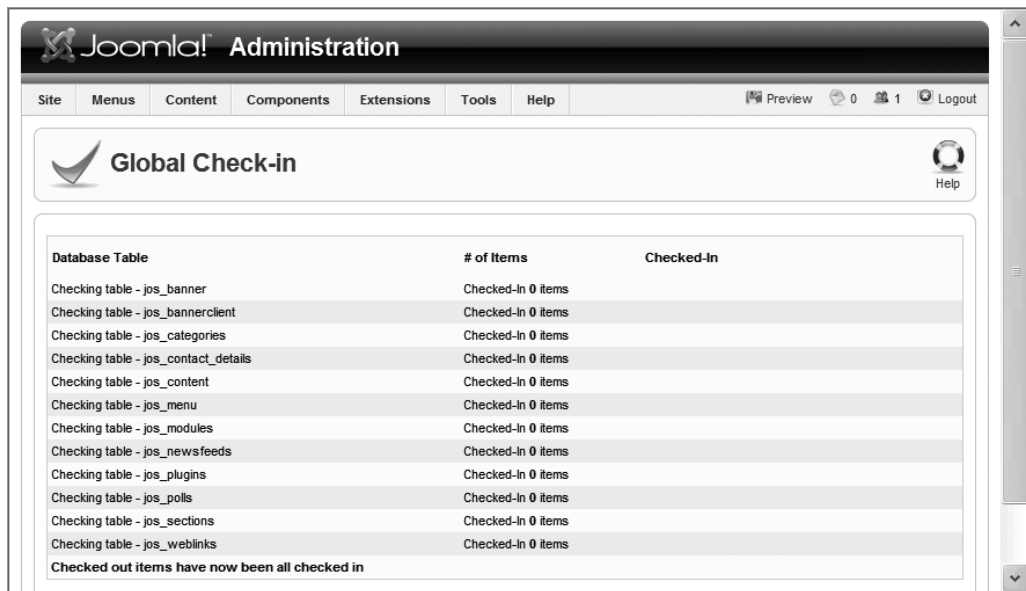 Joomla! Administration
Site Menus Content Components Extensions Tools Help Preview 0 1 Logout
Global Check-in
Help
Database Table # of Items Checked-In
Checking table - jos_banner Checked-In 0 items
Checking table - jos_bannerclient Checked-In 0 items
Checking table - jos_categories Checked-In 0 items
Checking table - jos_contact_details Checked-In 0 items
Checking table - jos_content Checked-In 0 items
Checking table - jos_menu Checked-In 0 items
Checking table - jos_modules Checked-In 0 items
Checking table - jos_newsfeeds Checked-In 0 items
Checking table - jos_plugins Checked-In 0 items
Checking table - jos_polls Checked-In 0 items
Checking table - jos_sections Checked-In 0 items
Checking table - jos_weblinks Checked-In 0 items
Checked out items have now been all checked in